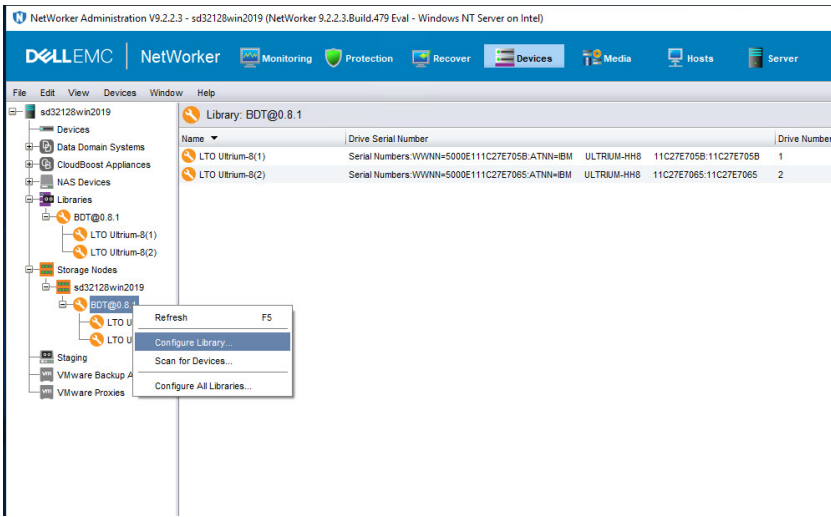 NetWorker Administration V9.2.2.3 - sd32128win2019 (NetWorker 9.2.2.3.Build.479 Eval - Windows NT Server on Intel)
DELLEMC NetWorker Monitoring Protection Recover Devices Media Hosts Server
File Edit View Devices Window Help
sd32128win2019
Devices
Data Domain Systems
CloudBoost Appliances
NAS Devices
Libraries
BDT@0.8.1
LTO Ultrium-8(1)
LTO Ultrium-8(2)
Storage Nodes
sd32128win2019
BDT@0.8.1
LTO U
LTO U
Staging
VMware Backup A
VMware Proxies
Library: BDT@0.8.1
Name Drive Serial Number Drive Number
LTO Ultrium-8(1) Serial Numbers:WWNN=5000E111C27E705B:ATNN=IBM ULTRIUM-HH8 11C27E705B:11C27E705B 1
LTO Ultrium-8(2) Serial Numbers:WWNN=5000E111C27E7065:ATNN=IBM ULTRIUM-HH8 11C27E7065:11C27E7065 2
Refresh F5
Configure Library...
Scan for Devices...
Configure All Libraries...